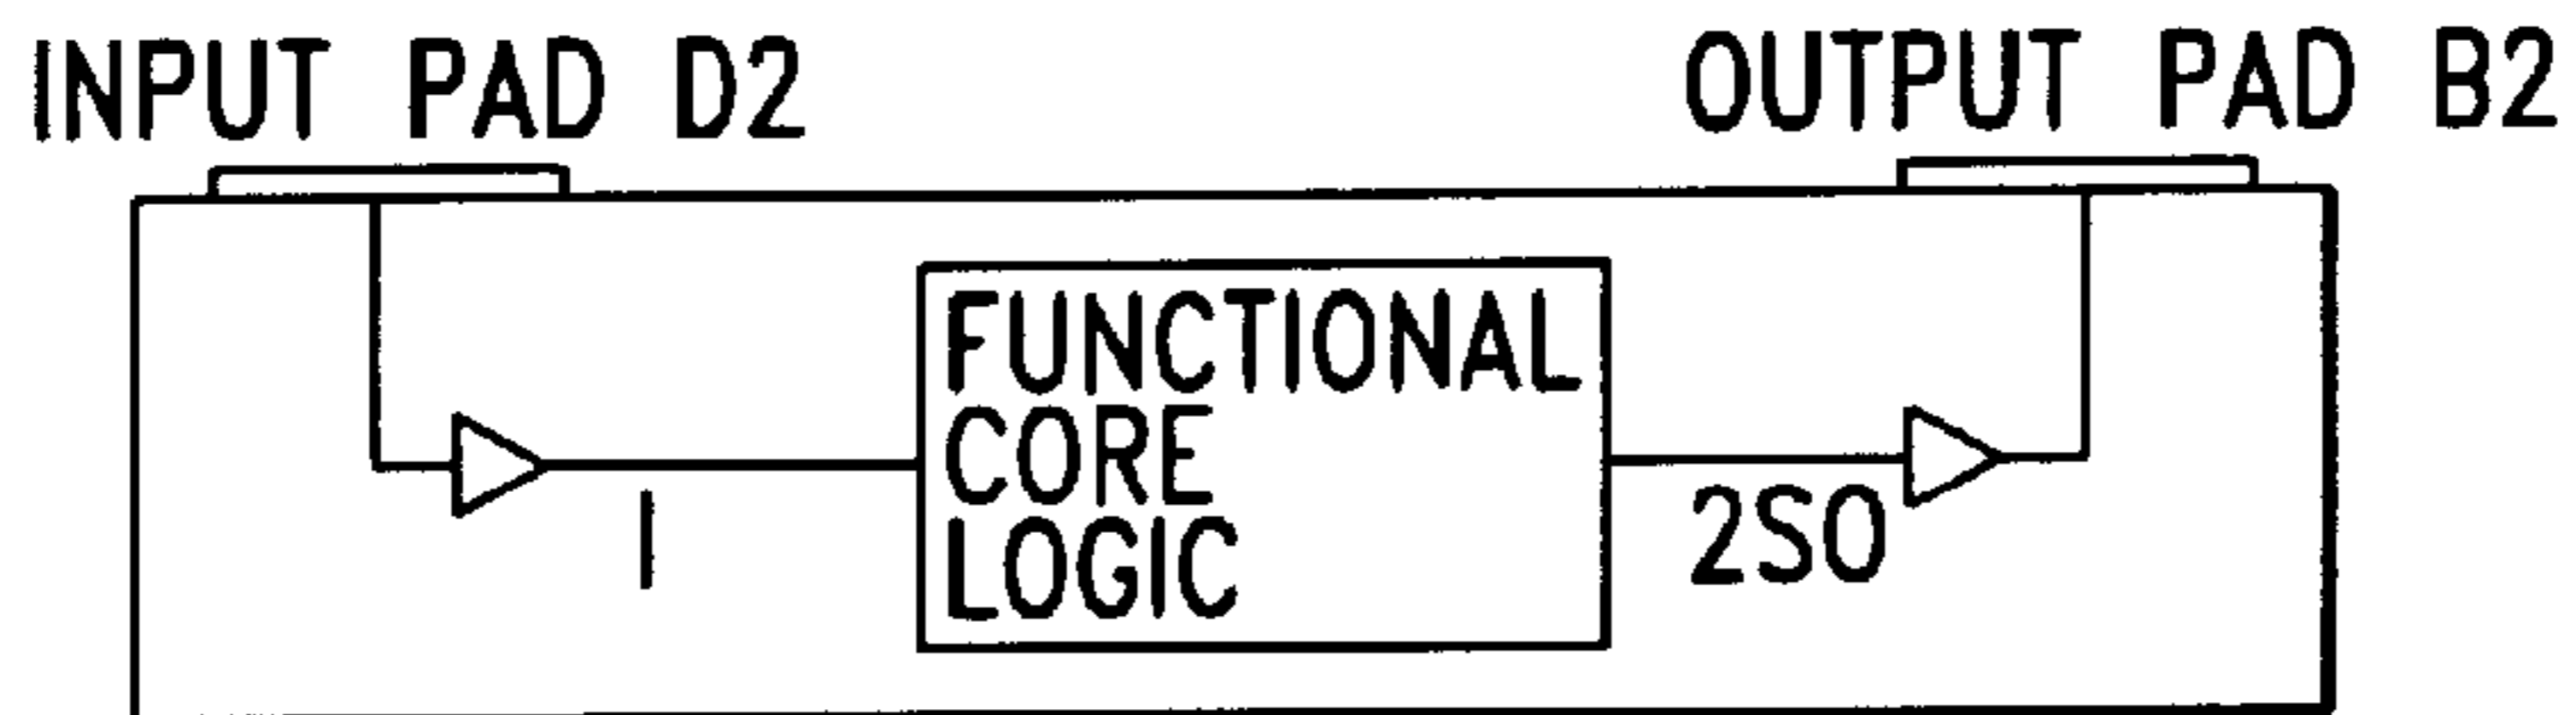 INPUT PAD D2
OUTPUT PAD B2
FUNCTIONAL
CORE
LOGIC
I
2SO